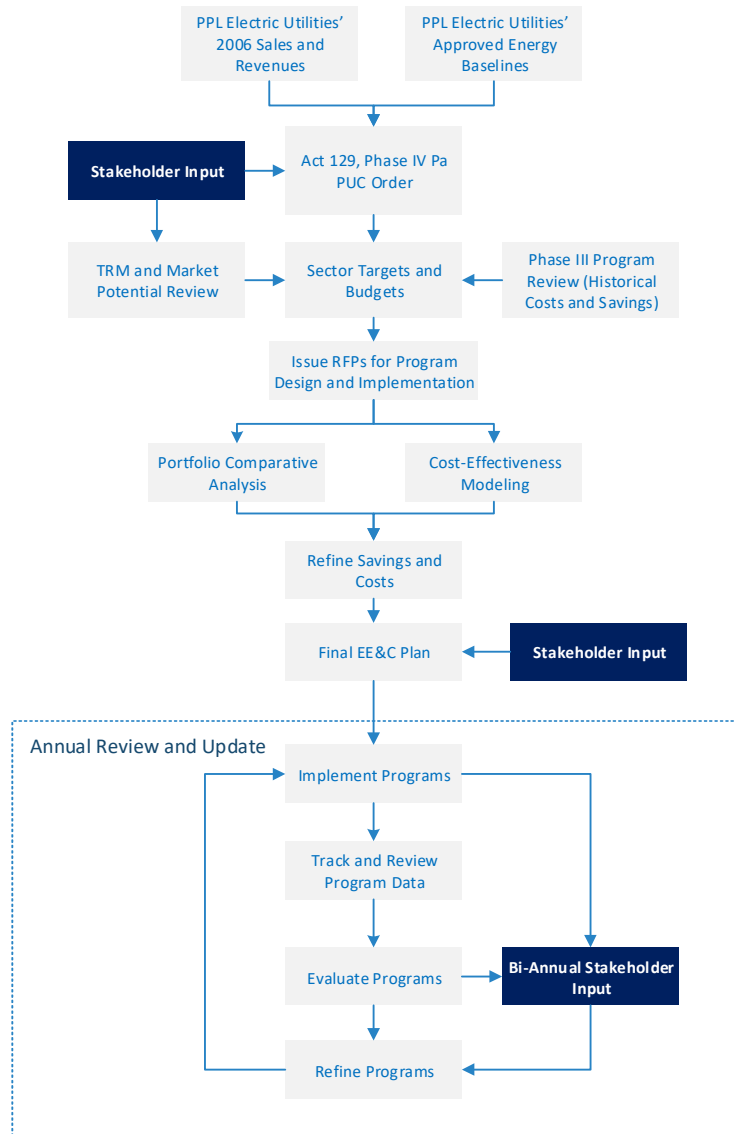 PPL Electric Utilities’
2006 Sales and
Revenues
PPL Electric Utilities’
Approved Energy
Baselines
Stakeholder Input
Act 129, Phase IV Pa
PUC Order
TRM and Market
Potential Review
Sector Targets and
Budgets
Phase III Program
Review (Historical
Costs and Savings)
Issue RFPs for Program
Design and Implementation
Portfolio Comparative
Analysis
Cost-Effectiveness
Modeling
Refine Savings and
Costs
Final EE&C Plan
Stakeholder Input
Annual Review and Update
Implement Programs
Track and Review
Program Data
Evaluate Programs
Bi-Annual Stakeholder
Input
Refine Programs